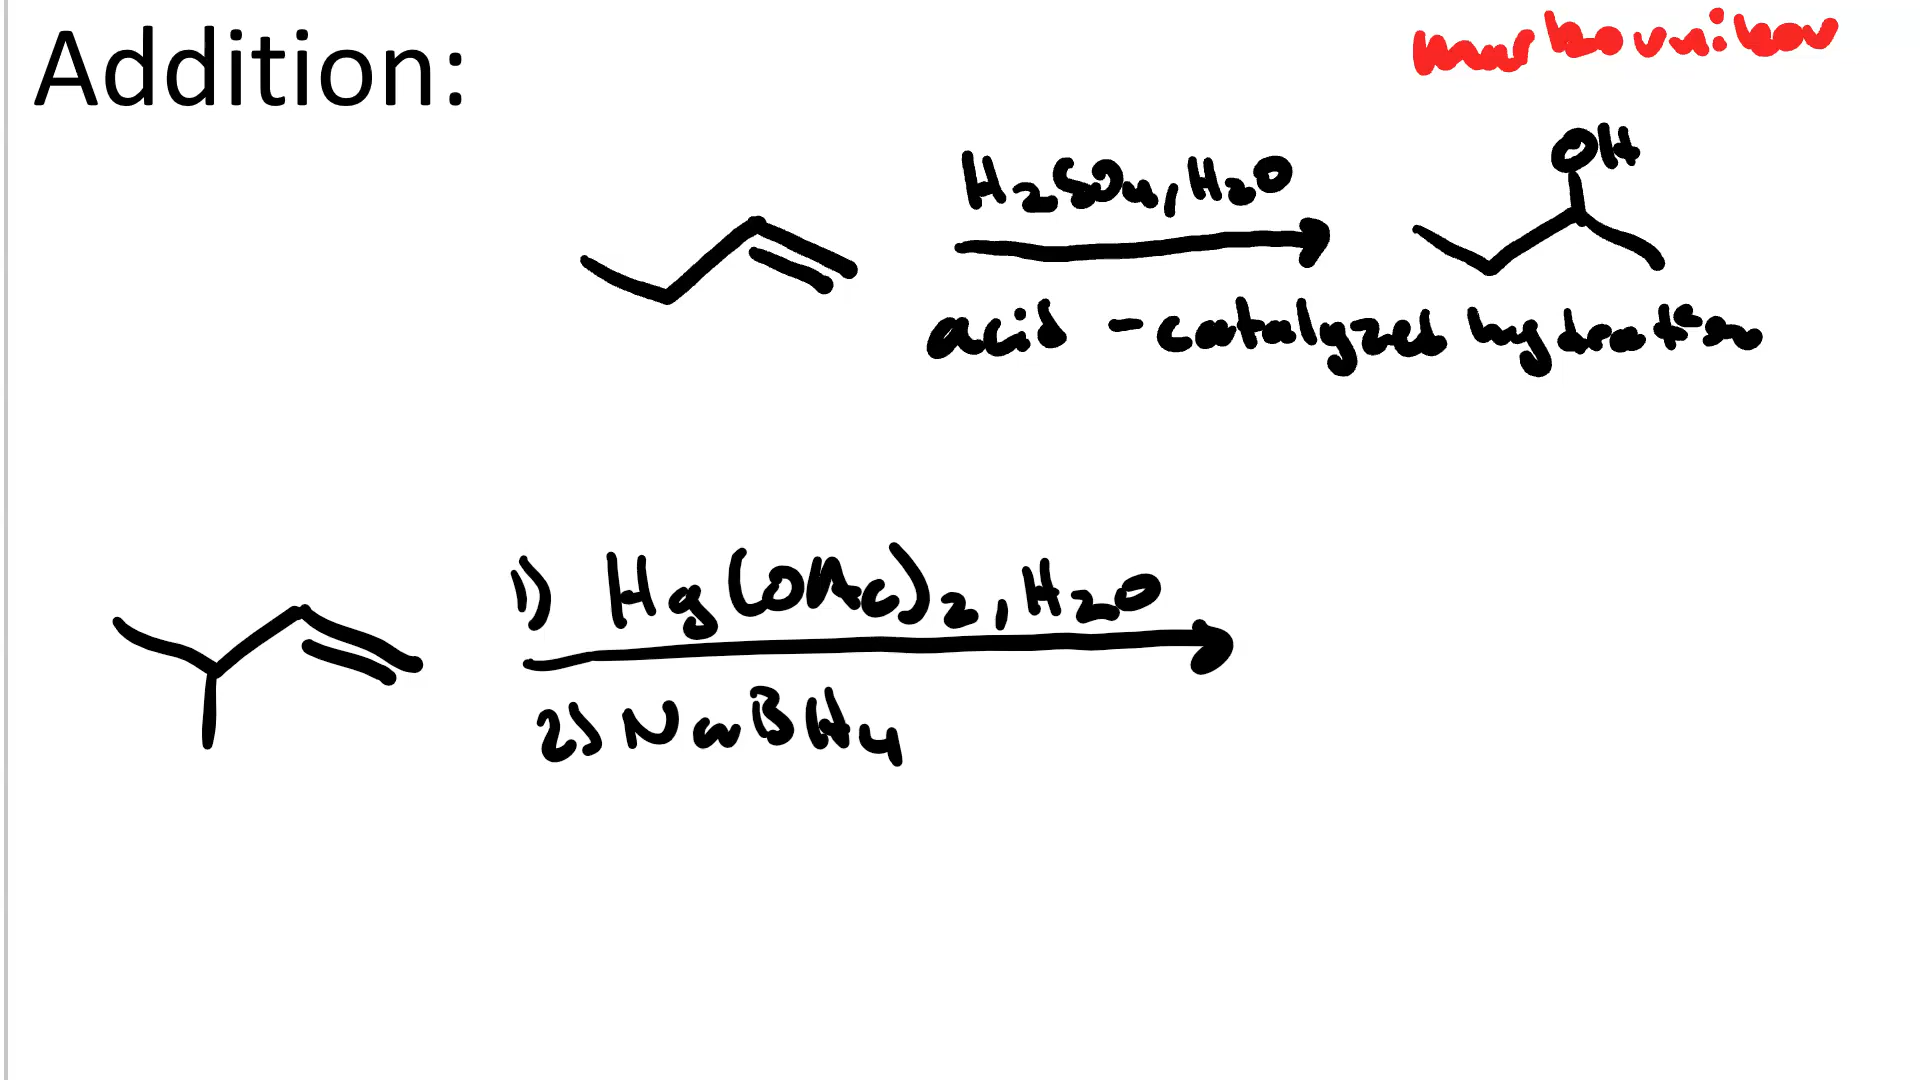 Addition:
markovnikov
OH
H₂SO₄, H₂O
acid - catalyzed hydration
1) Hg(OAc)₂, H₂O
2) NaBH₄